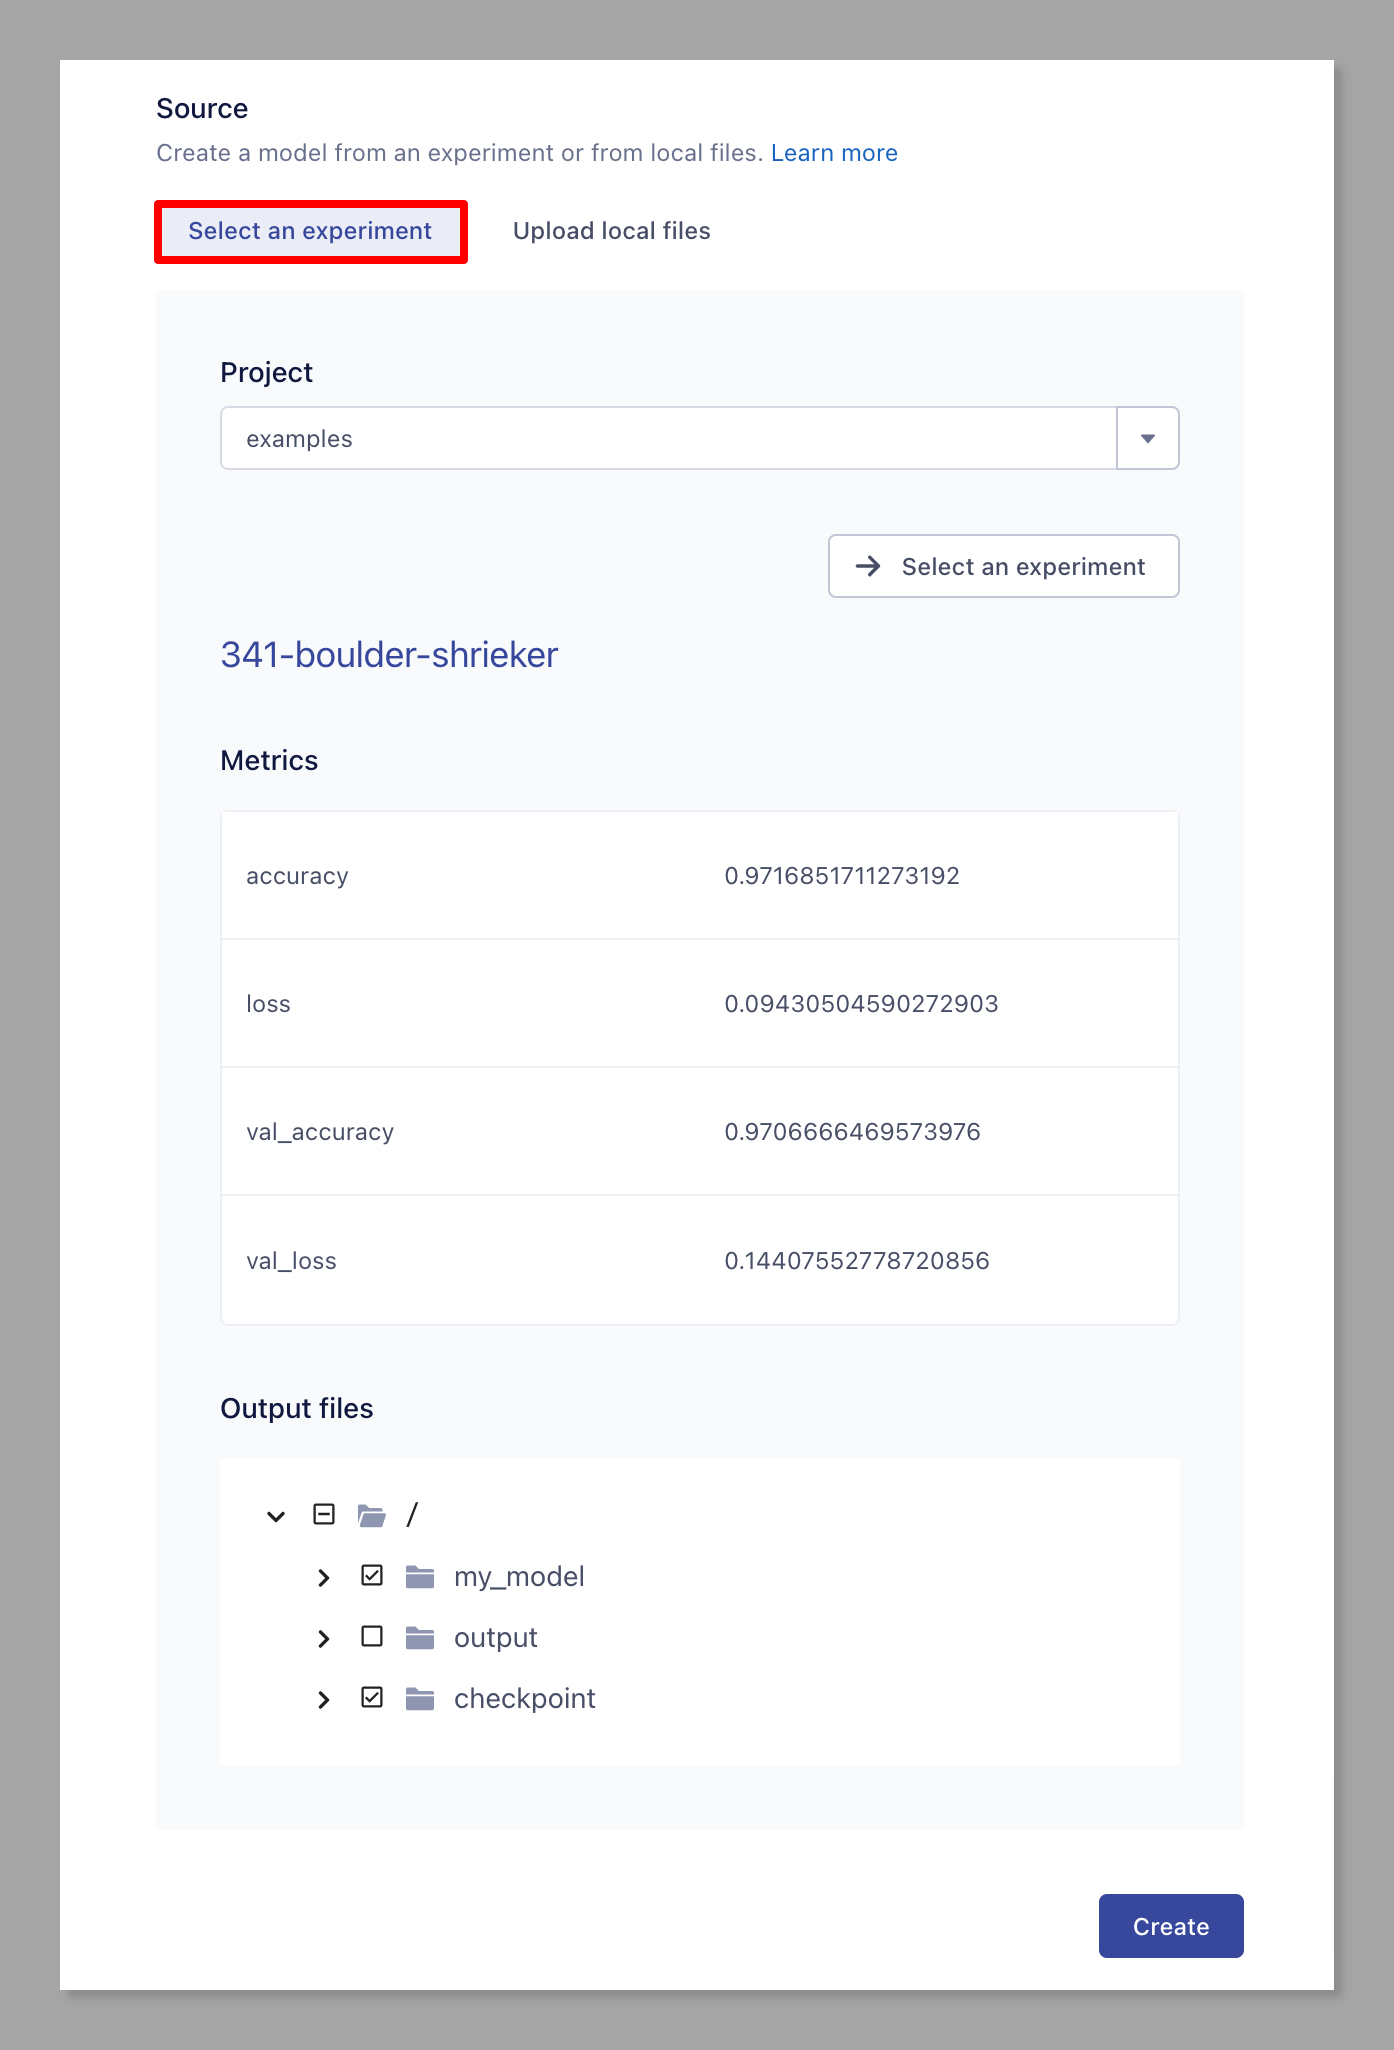 Source
Create a model from an experiment or from local files. Learn more
Select an experiment Upload local files
Project
examples
Select an experiment
341-boulder-shrieker
Metrics
accuracy 0.9716851711273192
loss 0.09430504590272903
val_accuracy 0.9706666469573976
val_loss 0.14407552778720856
Output files
/
my_model
output
checkpoint
Create